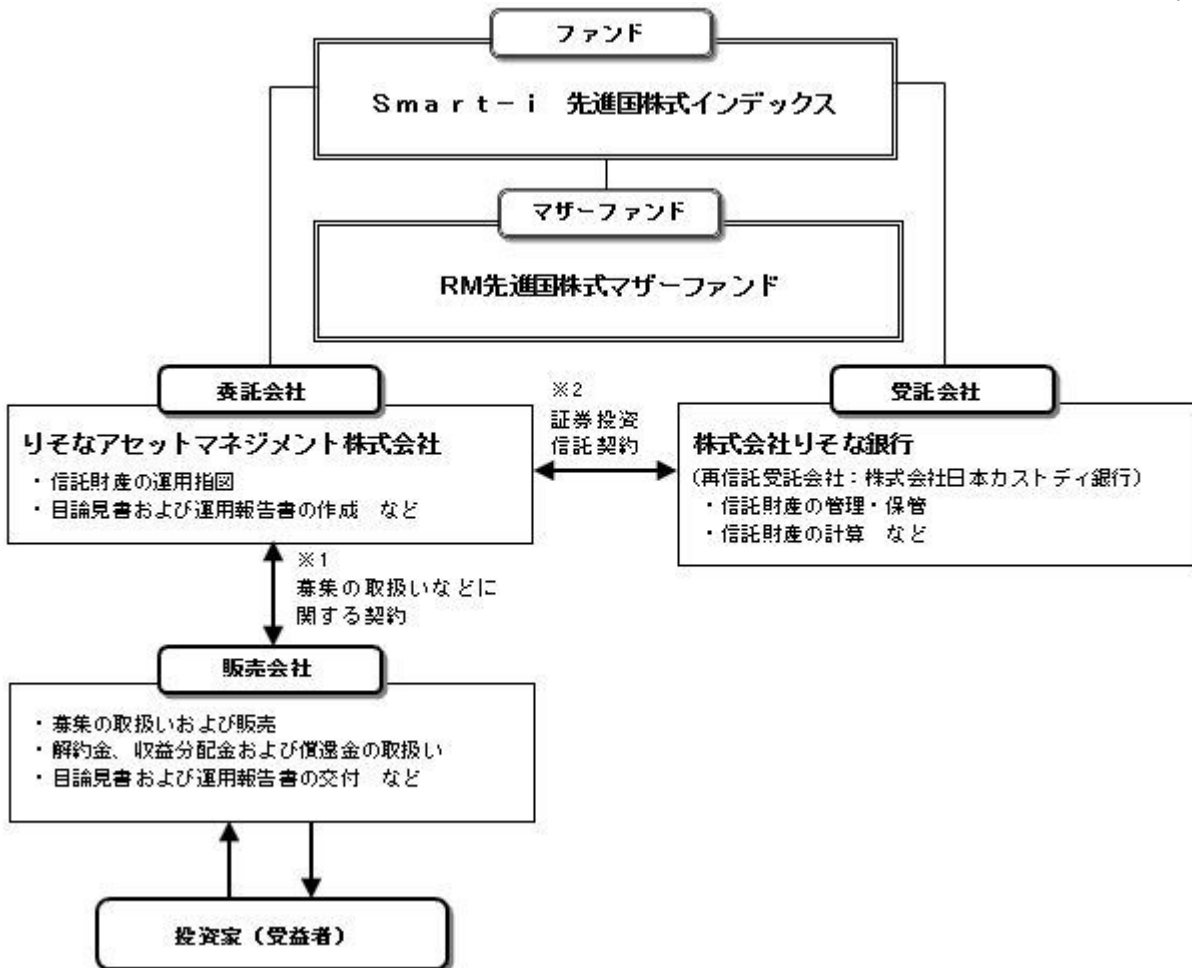 ファンド
Ｓｍａｒｔ－ｉ　先進国株式インデックス
マザーファンド
RM先進国株式マザーファンド
委託会社
りそなアセットマネジメント株式会社
・信託財産の運用指図
・目論見書および運用報告書の作成　など
※2
証券投資
信託契約
受託会社
株式会社りそな銀行
(再信託受託会社：株式会社日本カストディ銀行)
・信託財産の管理・保管
・信託財産の計算　など
※1
募集の取扱いなどに
関する契約
販売会社
・募集の取扱いおよび販売
・解約金、収益分配金および償還金の取扱い
・目論見書および運用報告書の交付　など
投資家（受益者）